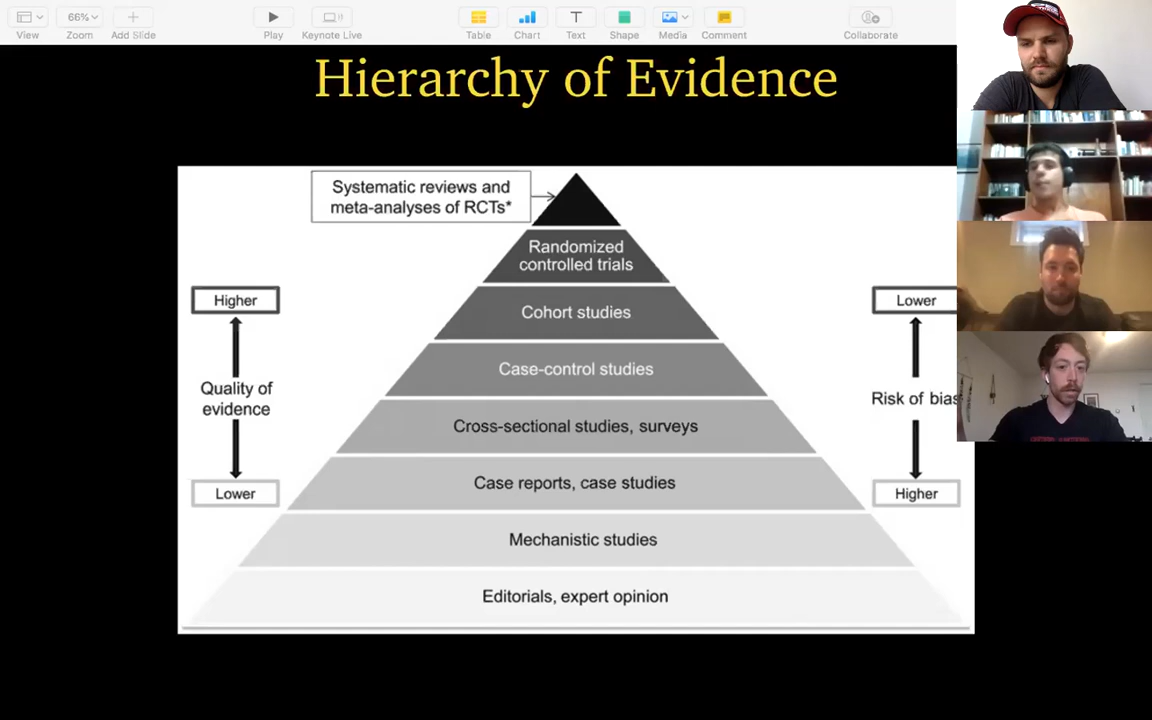 66%
View
Zoom
Add Slide
Play
Keynote Live
Table
Chart
Text
Shape
Media
Comment
Collaborate
Hierarchy of Evidence
Systematic reviews and
meta-analyses of RCTs*
Randomized
controlled trials
Higher
Cohort studies
Lower
Case-control studies
Quality of
evidence
Risk of bias
Cross-sectional studies, surveys
Case reports, case studies
Lower
Higher
Mechanistic studies
Editorials, expert opinion